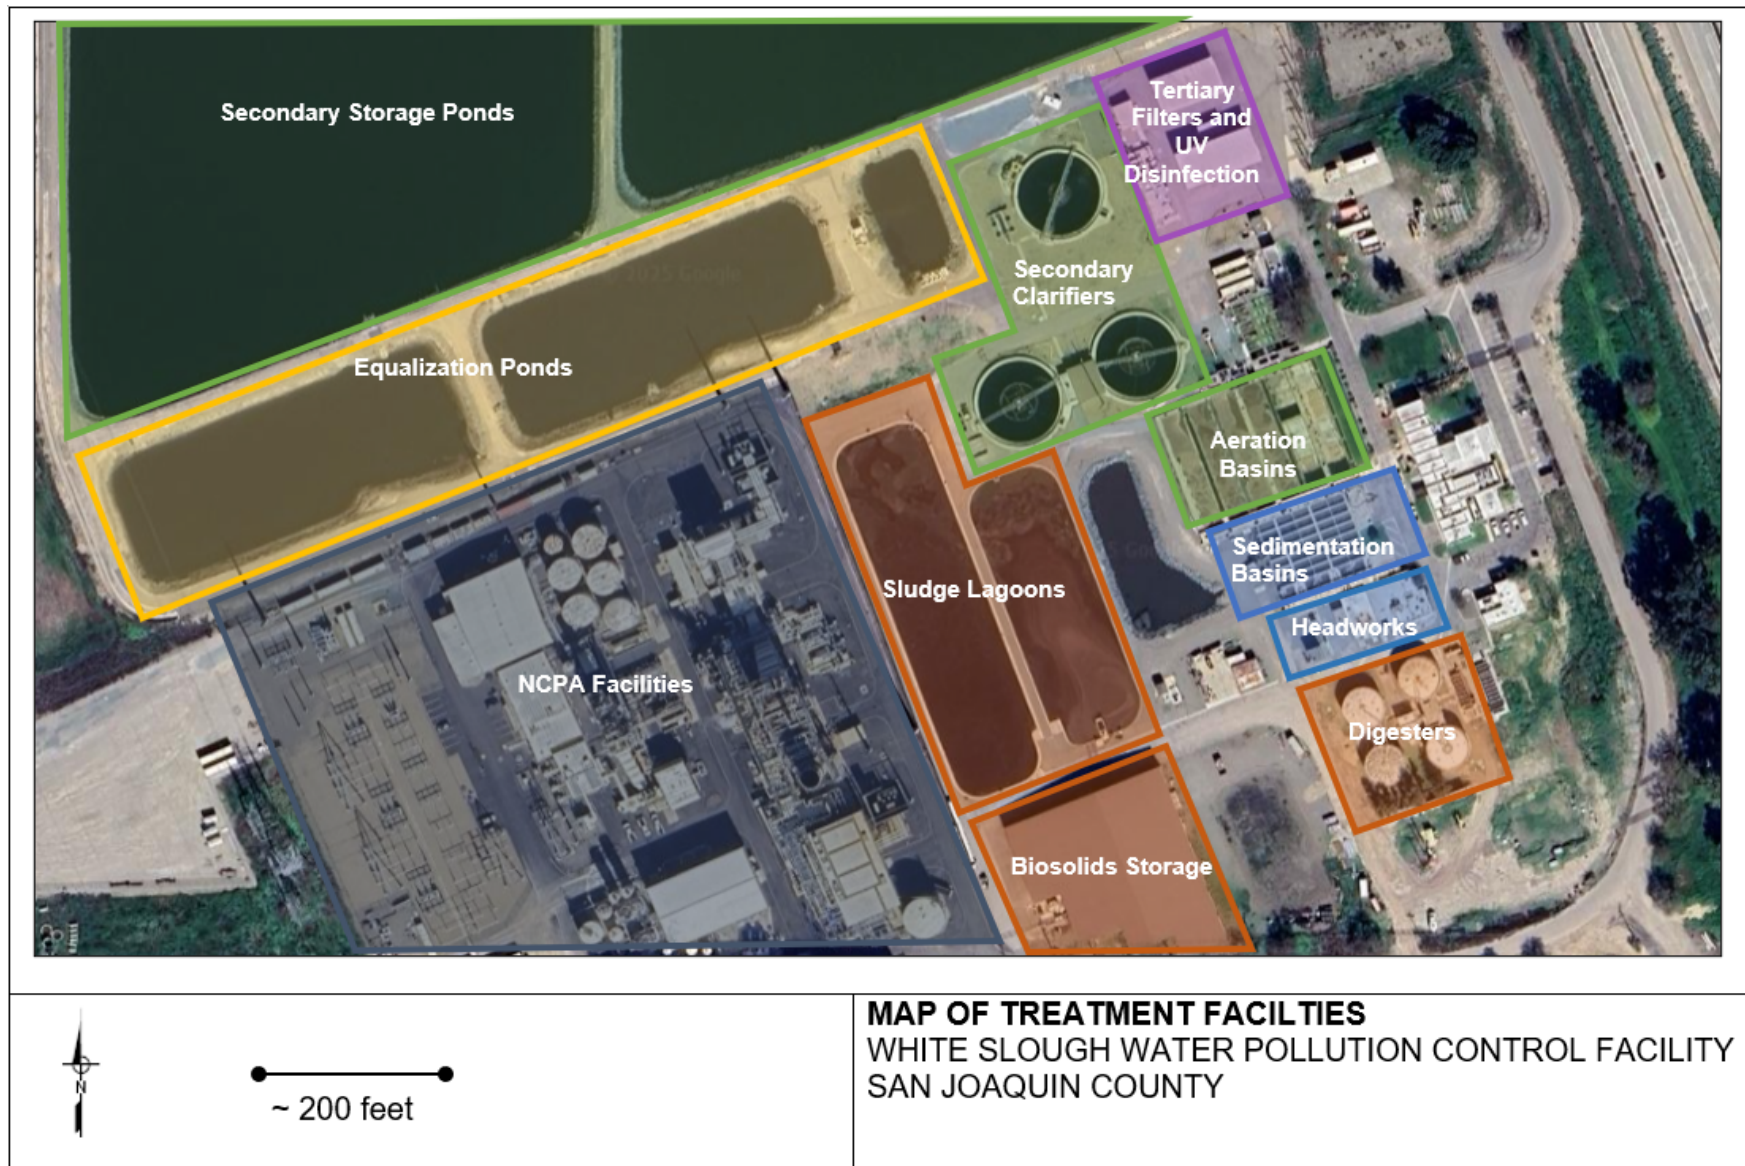 Secondary Storage Ponds
Tertiary
Filters and
UV
Disinfection
Secondary
Clarifiers
© 2025 Google
Equalization Ponds
Aeration
Basins
Sedimentation
Basins
Sludge Lagoons
Headworks
NCPA Facilities
Digesters
Biosolids Storage
N
~ 200 feet
MAP OF TREATMENT FACILTIES
WHITE SLOUGH WATER POLLUTION CONTROL FACILITY
SAN JOAQUIN COUNTY